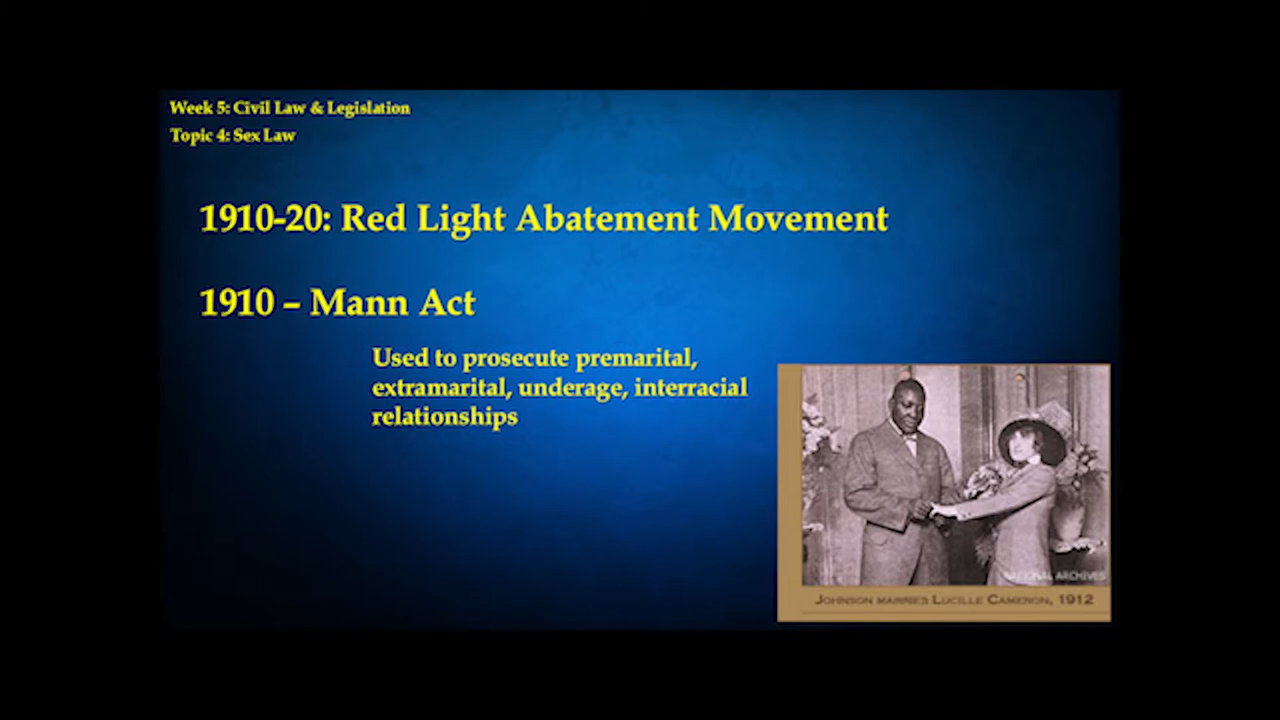 Week 5: Civil Law & Legislation
Topic 4: Sex Law
1910-20: Red Light Abatement Movement
1910 – Mann Act
Used to prosecute premarital,
extramarital, underage, interracial
relationships
NATIONAL ARCHIVES
JOHNSON MARRIES LUCILLE CAMERON, 1912